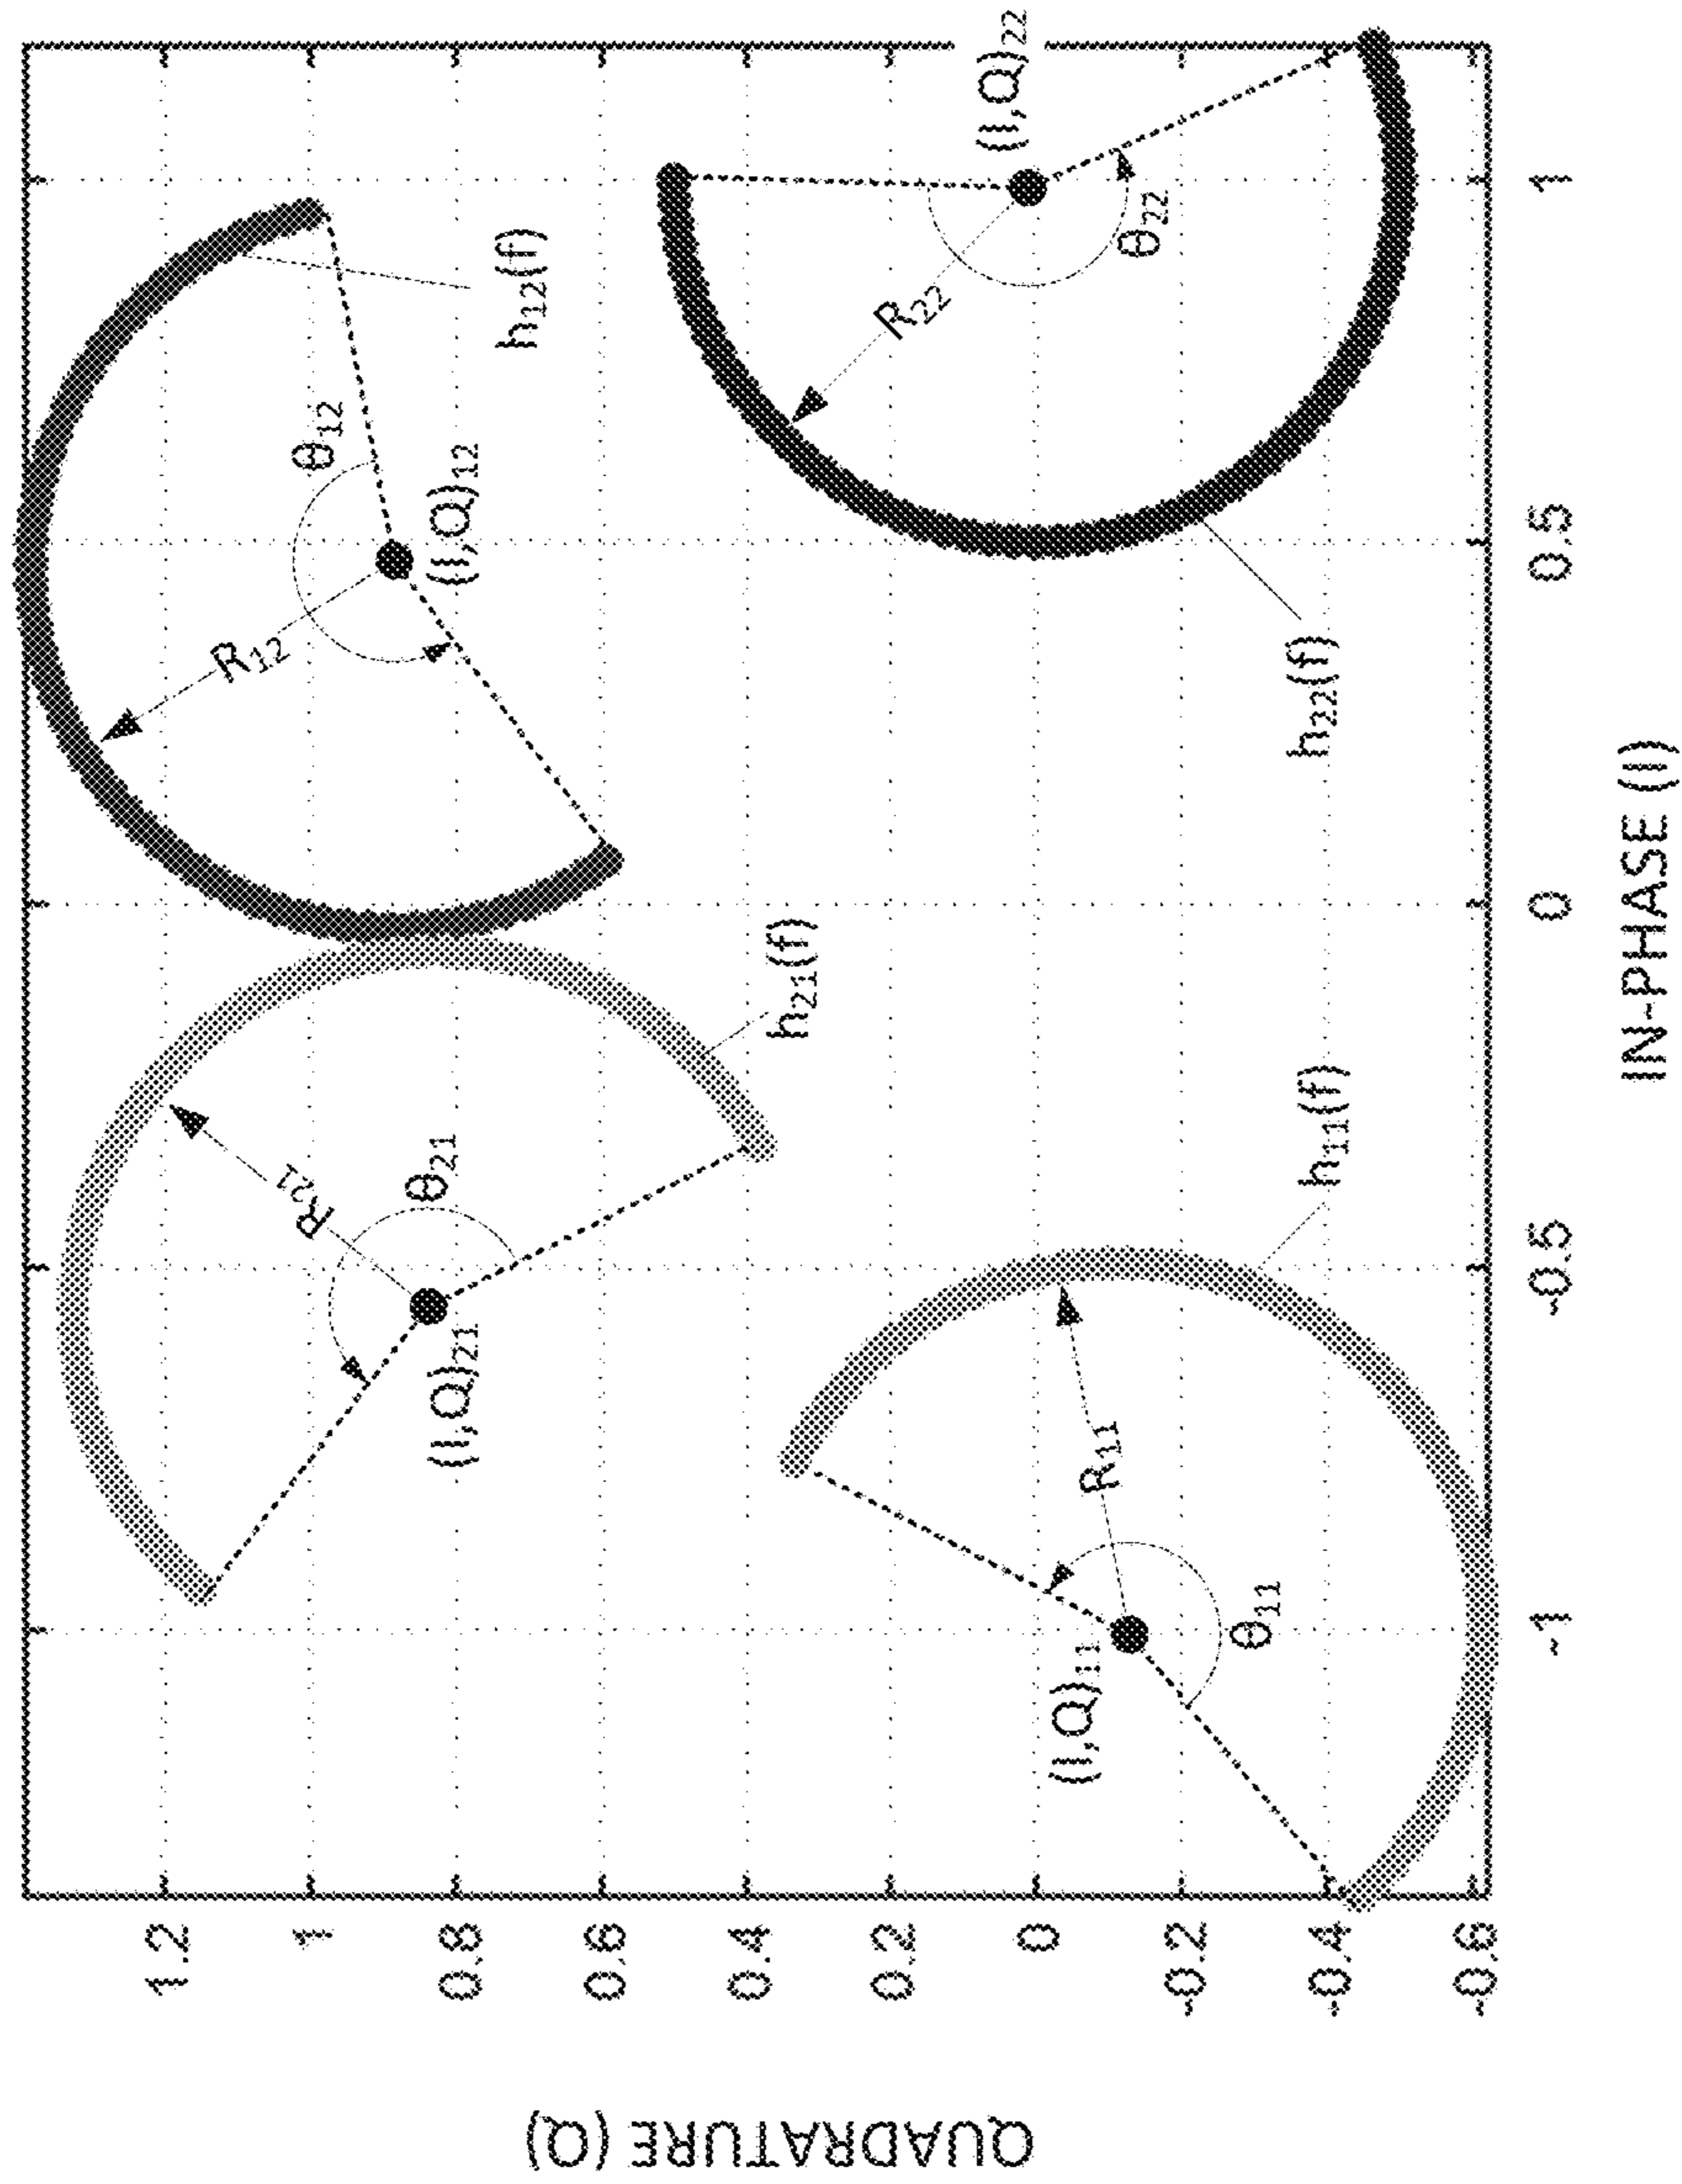 QUADRATURE (Q)
1.2
1
0.8
0.6
0.4
0.2
0
-0.2
-0.4
-0.6
-1
-0.5
0
0.5
1
IN-PHASE (I)
R₂₁
θ₂₁
(I,Q)₂₁
h₂₁(f)
R₁₂
θ₁₂
(I,Q)₁₂
h₁₂(f)
(I,Q)₁₁
R₁₁
θ₁₁
h₁₁(f)
(I,Q)₂₂
R₂₂
θ₂₂
h₂₂(f)